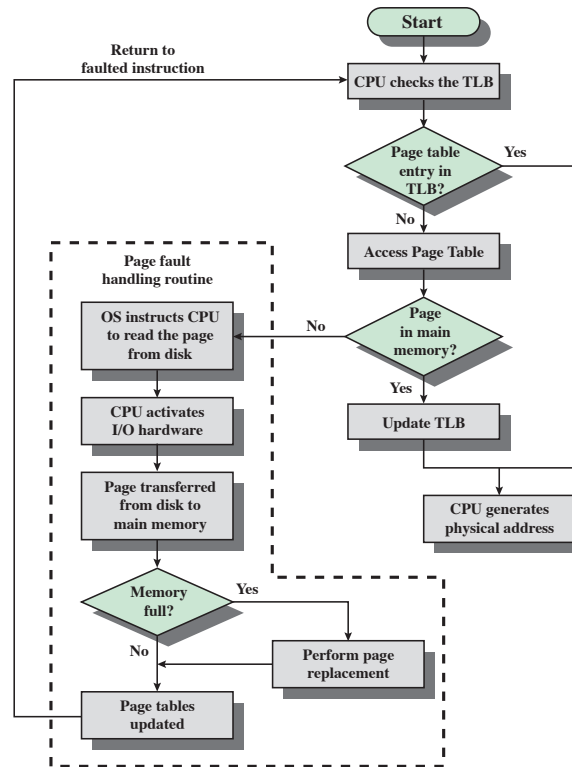 Start
Return to
faulted instruction
CPU checks the TLB
Page table
entry in
TLB?
Yes
No
Access Page Table
Page fault
handling routine
OS instructs CPU
to read the page
from disk
No
Page
in main
memory?
Yes
CPU activates
I/O hardware
Update TLB
Page transferred
from disk to
main memory
CPU generates
physical address
Memory
full?
Yes
No
Perform page
replacement
Page tables
updated